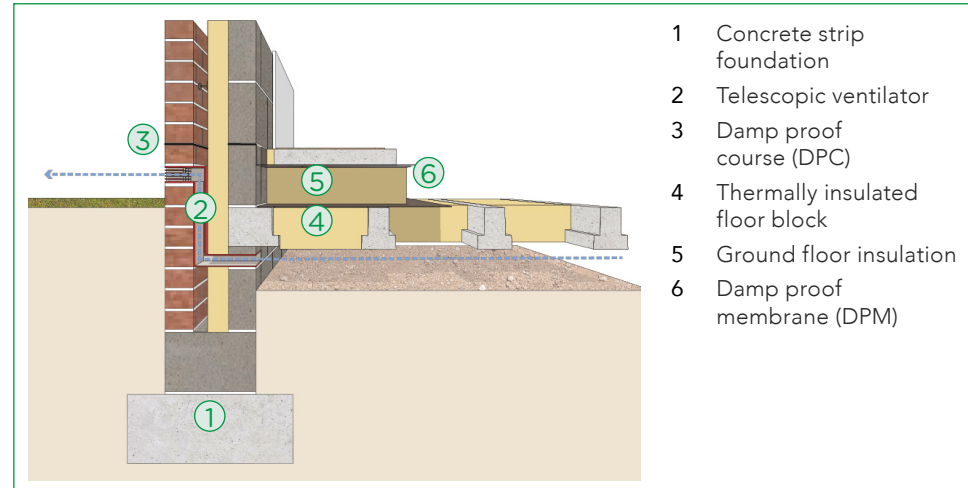 1 Concrete strip
foundation
2 Telescopic ventilator
3 Damp proof
course (DPC)
4 Thermally insulated
floor block
5 Ground floor insulation
6 Damp proof
membrane (DPM)
3
6
5
2
4
1